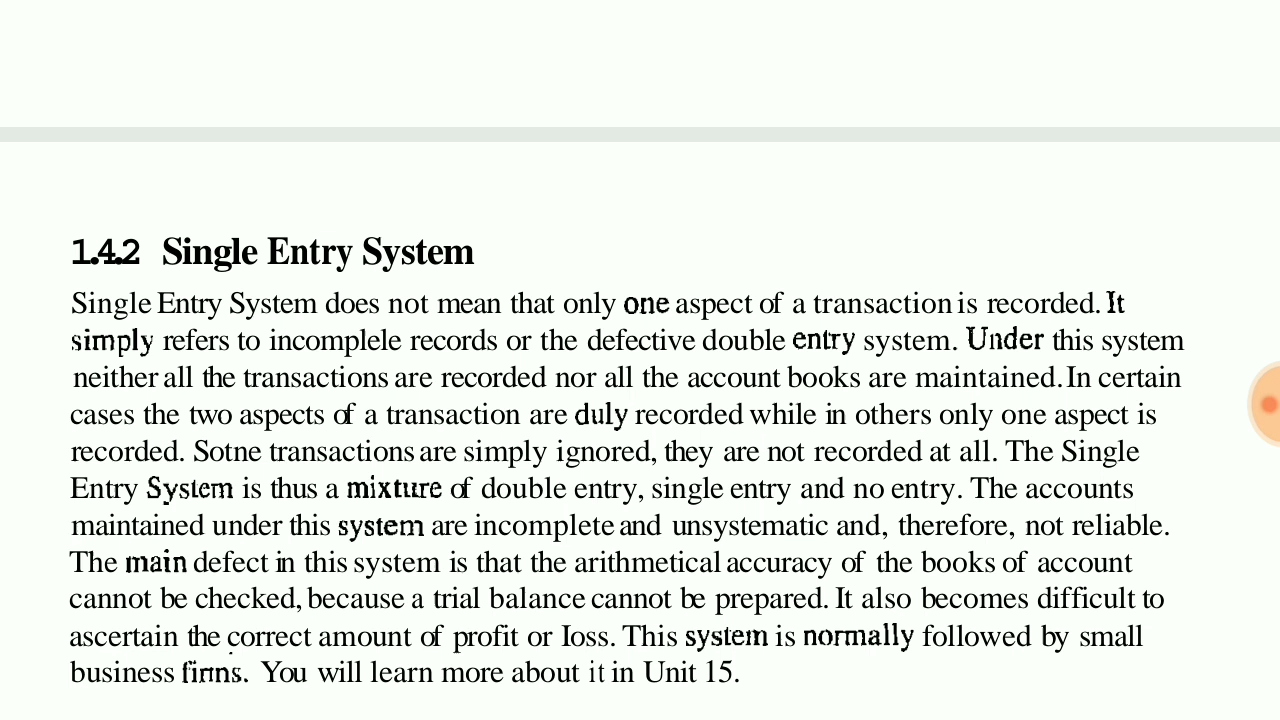 1.4.2 Single Entry System
Single Entry System does not mean that only one aspect of a transaction is recorded. It
simply refers to incomplele records or the defective double entry system. Under this system
neither all the transactions are recorded nor all the account books are maintained. In certain
cases the two aspects of a transaction are duly recorded while in others only one aspect is
recorded. Sotne transactions are simply ignored, they are not recorded at all. The Single
Entry System is thus a mixture of double entry, single entry and no entry. The accounts
maintained under this system are incomplete and unsystematic and, therefore, not reliable.
The main defect in this system is that the arithmetical accuracy of the books of account
cannot be checked, because a trial balance cannot be prepared. It also becomes difficult to
ascertain the correct amount of profit or Ioss. This system is normally followed by small
business firms. You will learn more about it in Unit 15.